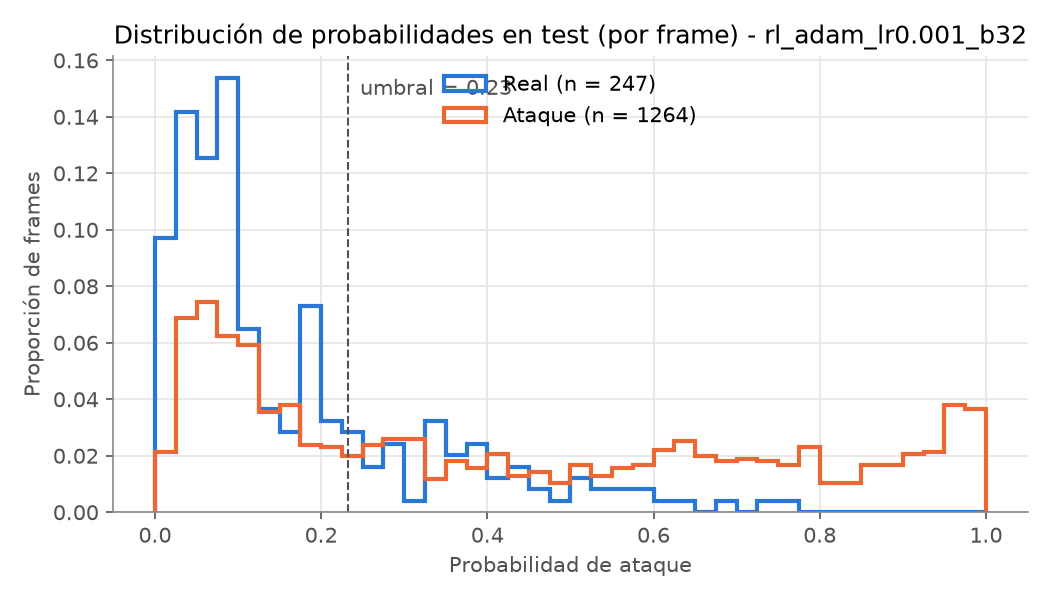 Distribución de probabilidades en test (por frame) - rl_adam_lr0.001_b32
0.16
0.14
0.12
0.10
0.08
0.06
0.04
0.02
0.00
Proporción de frames
umbral = 0.23
Real (n = 247)
Ataque (n = 1264)
0.0 0.2 0.4 0.6 0.8 1.0
Probabilidad de ataque